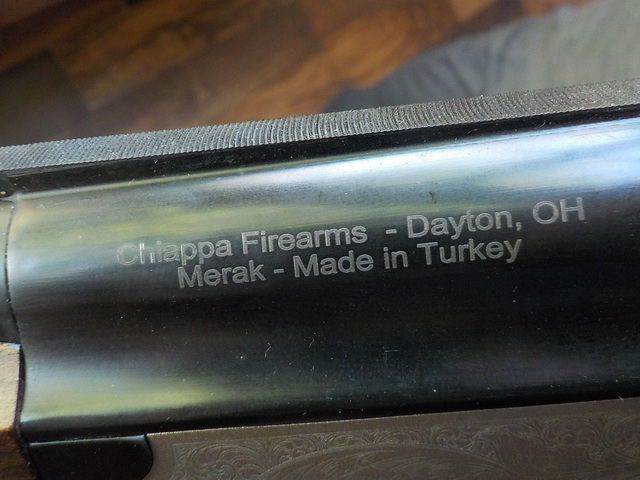 Chiappa Firearms - Dayton, OH
Merak - Made in Turkey